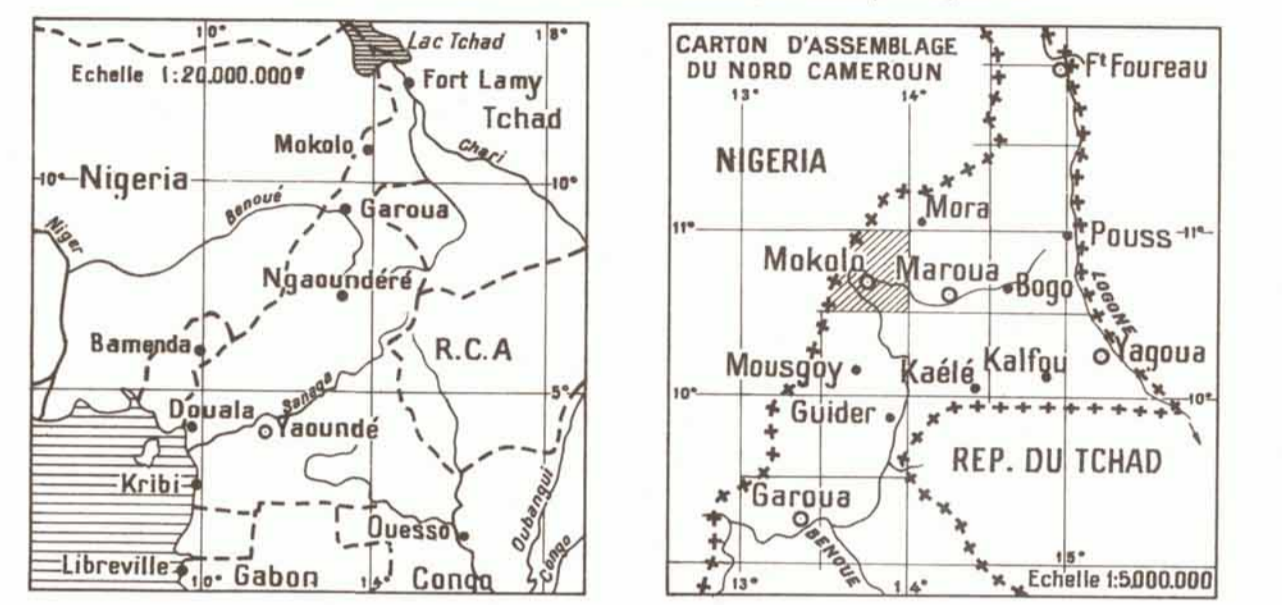 10°
18°
Lac Tchad
Echelle 1:20,000.000e
Fort Lamy
Tchad
Mokolo
Chari
10°
Nigeria
10°
Benoué
Garoua
Niger
Ngaoundéré
Bamenda
R.C.A
Sanaga
5°
Douala
Yaoundé
Kribi
Ouesso
Oubangui
Congo
Libreville
10°
Gabon
14°
Congo
CARTON D'ASSEMBLAGE
DU NORD CAMEROUN
Ft Foureau
13°
14°
NIGERIA
Mora
11°
Pouss
11°
Mokolo
Maroua
Bogo
LOGONE
Yagoua
Mousgoy
Kaélé
Kalfou
10°
10°
Guider
REP. DU TCHAD
Garoua
BENOUE
15°
13°
14°
Echelle 1:5,000.000